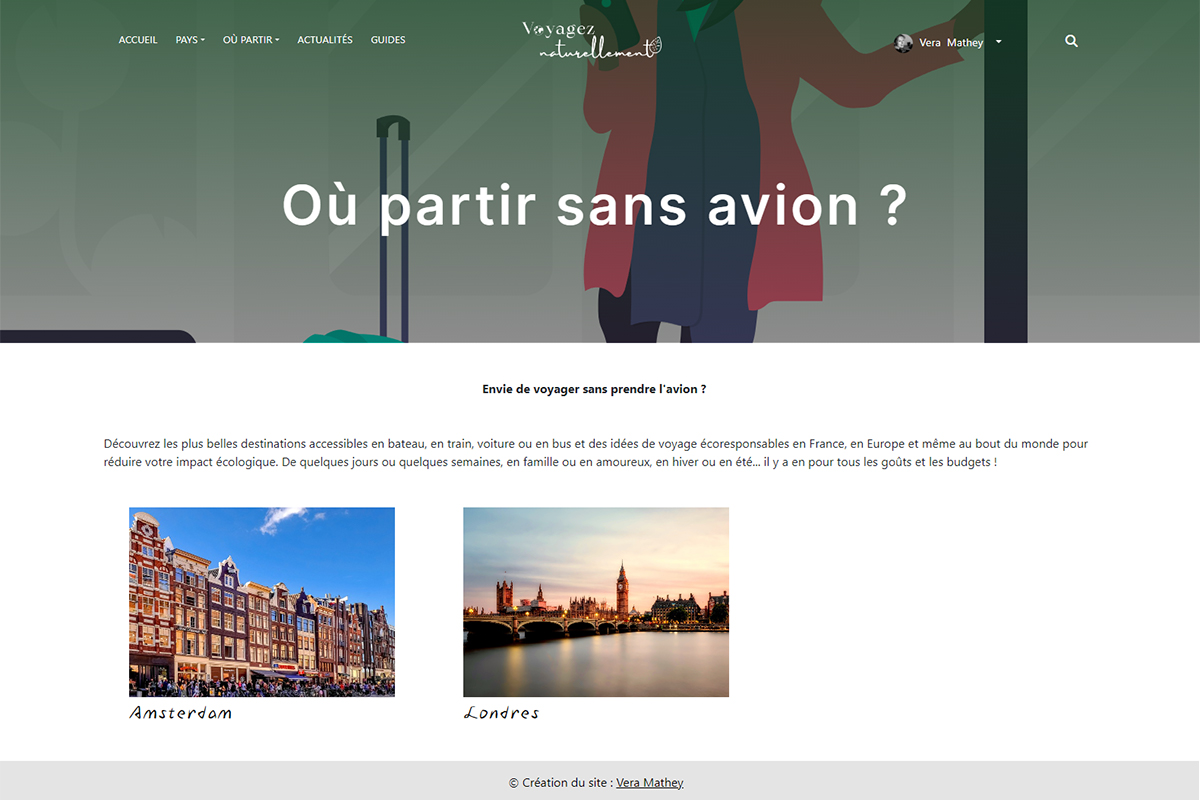 ACCUEIL PAYS OÙ PARTIR ACTUALITÉS GUIDES
Voyagez
naturellement
Vera Mathey
Où partir sans avion ?
Envie de voyager sans prendre l'avion ?
Découvrez les plus belles destinations accessibles en bateau, en train, voiture ou en bus et des idées de voyage écoresponsables en France, en Europe et même au bout du monde pour
réduire votre impact écologique. De quelques jours ou quelques semaines, en famille ou en amoureux, en hiver ou en été... il y a en pour tous les goûts et les budgets !
Amsterdam
Londres
© Création du site : Vera Mathey